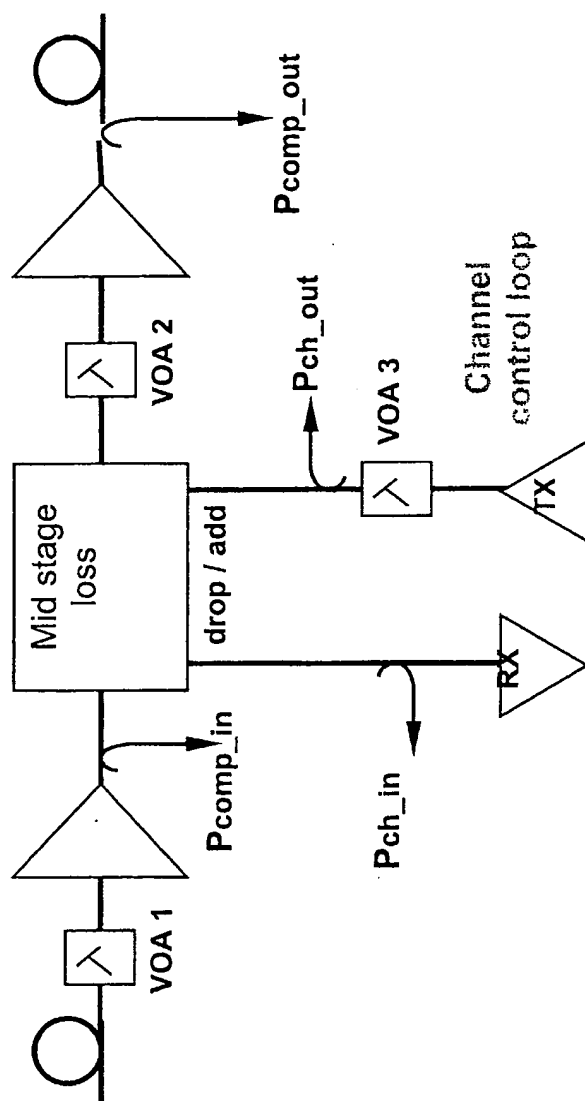 VOA 1
Pcomp_in
Mid stage
loss
drop / add
VOA 2
Pcomp_out
Pch_in
RX
Pch_out
VOA 3
TX
Channel
control loop